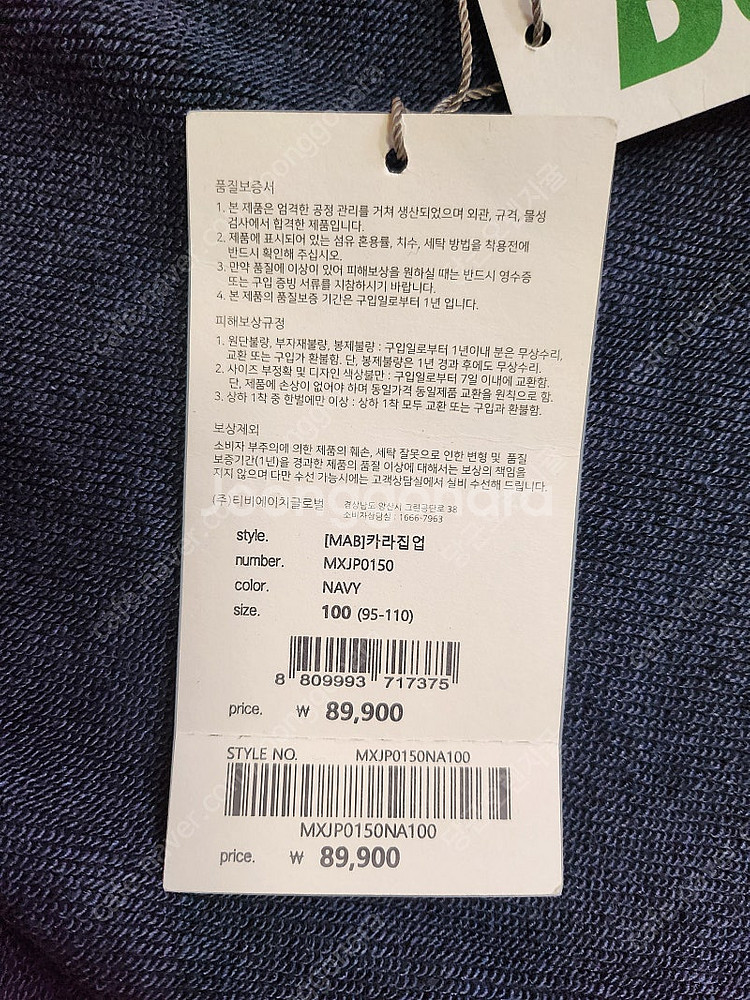 품질보증서
1. 본 제품은 엄격한 공정 관리를 거쳐 생산되었으며 외관, 규격, 물성
검사에서 합격한 제품입니다.
2. 제품에 표시되어 있는 섬유 혼용률, 치수, 세탁 방법을 착용전에
반드시 확인해 주십시오.
3. 만약 품질에 이상이 있어 피해보상을 원하실 때는 반드시 영수증
또는 구입 증빙 서류를 지참하시기 바랍니다.
4. 본 제품의 품질보증 기간은 구입일로부터 1년 입니다.
피해보상규정
1. 원단불량, 부자재불량, 봉제불량 : 구입일로부터 1년이내 분은 무상수리,
교환 또는 구입가 환불함. 단, 봉제불량은 1년 경과 후에도 무상수리.
2. 사이즈 부정확 및 디자인 색상불만 : 구입일로부터 7일 이내에 교환함.
단, 제품에 손상이 없어야 하며 동일가격 동일제품 교환을 원칙으로 함.
3. 상하 1착 중 한벌에만 이상 : 상하 1착 모두 교환 또는 구입과 환불함.
보상제외
소비자 부주의에 의한 제품의 훼손, 세탁 잘못으로 인한 변형 및 품질
보증기간(1년)을 경과한 제품의 품질 이상에 대해서는 보상의 책임을
지지 않으며 다만 수선 가능시에는 고객상담실에서 실비 수선해 드립니다.
(주)티비에이치글로벌 경상남도 양산시 그린공단로 38
소비자상담실 : 1666-7963
style. [MAB]카라집업
number. MXJP0150
color. NAVY
size. 100 (95-110)
8 809993 717375
price. ₩ 89,900
STYLE NO. MXJP0150NA100
MXJP0150NA100
price. ₩ 89,900